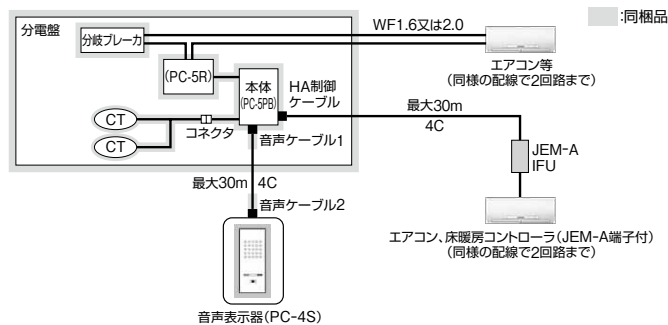 :同梱品
分電盤
分岐ブレーカ
WF1.6又は2.0
エアコン等
(同様の配線で2回路まで)
(PC-5R)
本体
(PC-5PB)
HA制御
ケーブル
最大30m
4C
CT
コネクタ
CT
音声ケーブル1
JEM-A
IFU
最大30m
4C
音声ケーブル2
エアコン、床暖房コントローラ(JEM-A端子付)
(同様の配線で2回路まで)
音声表示器(PC-4S)